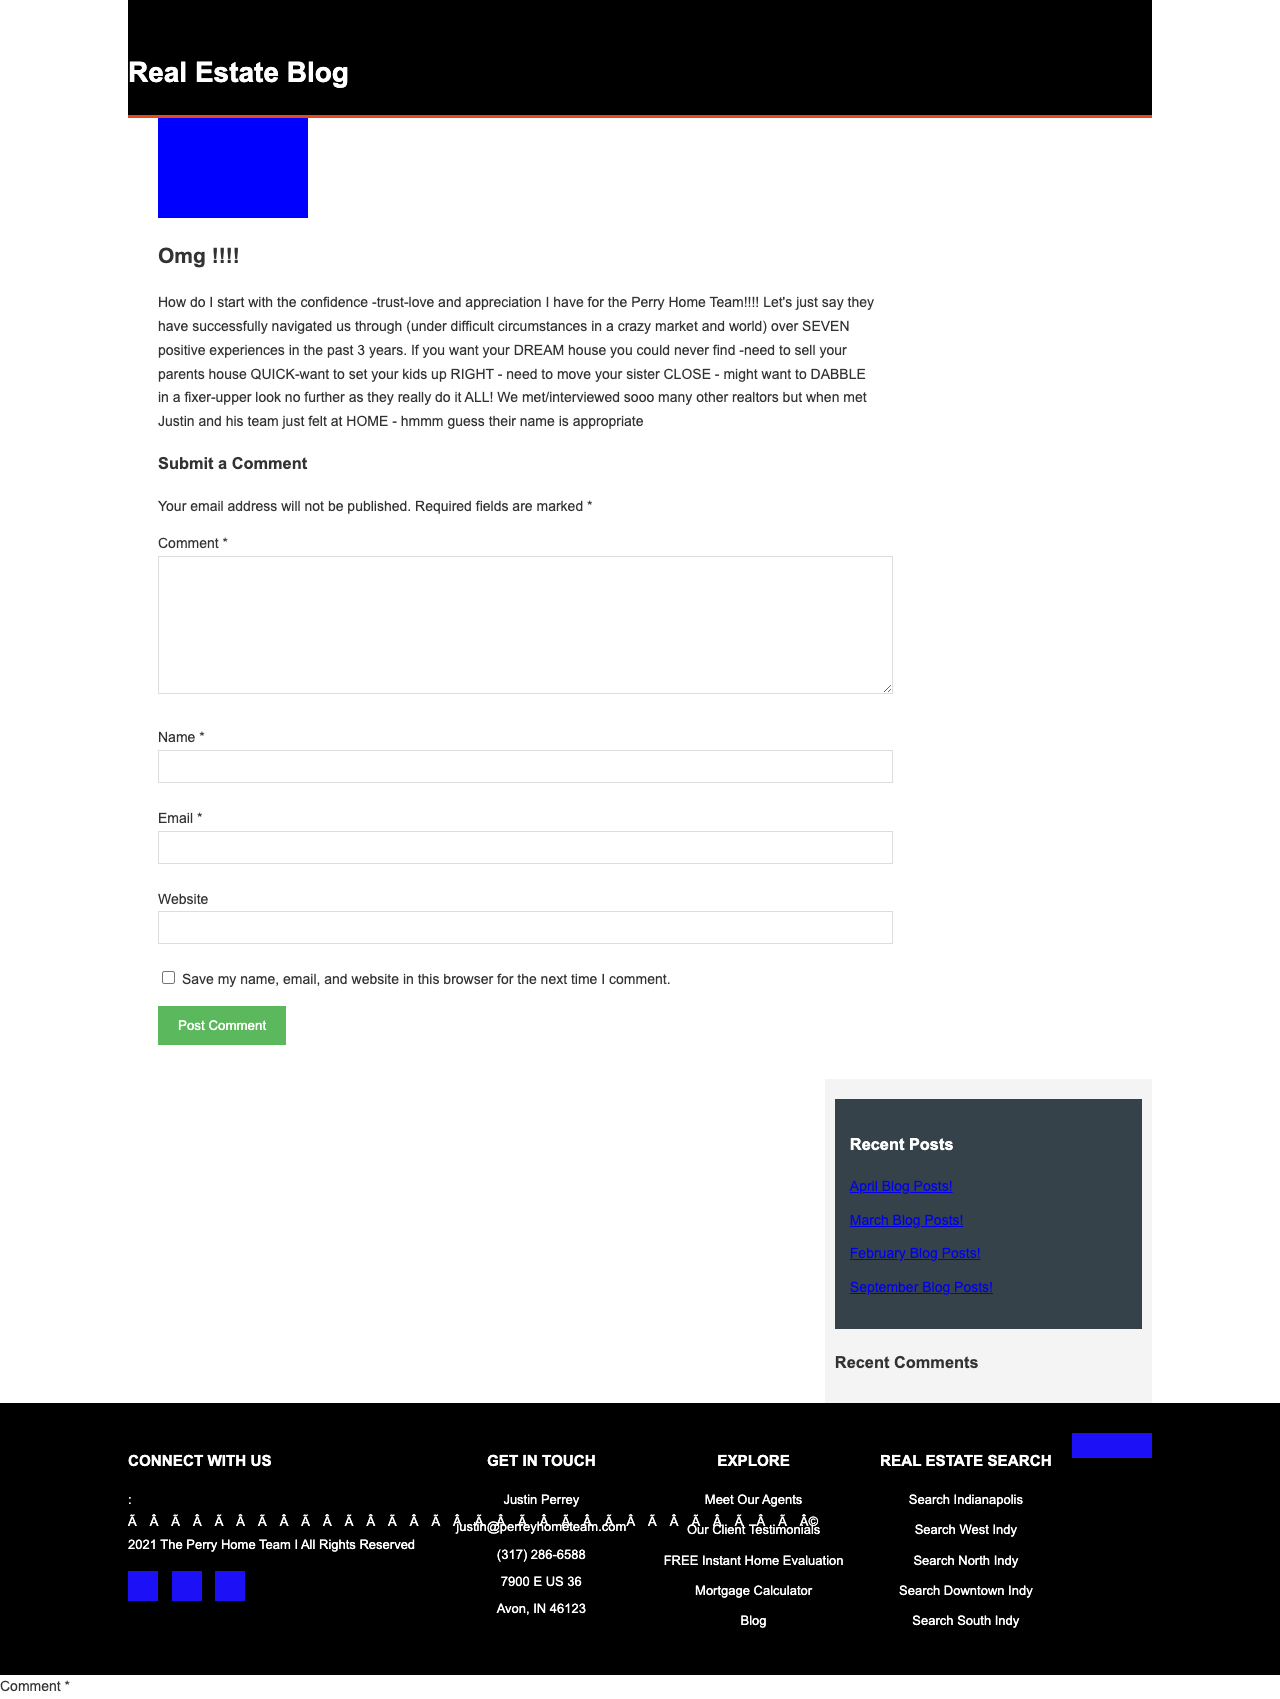 Real Estate Blog
Omg !!!!
How do I start with the confidence -trust-love and appreciation I have for the Perry Home Team!!!! Let's just say they
have successfully navigated us through (under difficult circumstances in a crazy market and world) over SEVEN
positive experiences in the past 3 years. If you want your DREAM house you could never find -need to sell your
parents house QUICK-want to set your kids up RIGHT - need to move your sister CLOSE - might want to DABBLE
in a fixer-upper look no further as they really do it ALL! We met/interviewed sooo many other realtors but when met
Justin and his team just felt at HOME - hmmm guess their name is appropriate
Submit a Comment
Your email address will not be published. Required fields are marked *
Comment *
Name *
Email *
Website
Save my name, email, and website in this browser for the next time I comment.
Post Comment
Recent Posts
April Blog Posts!
March Blog Posts!
February Blog Posts!
September Blog Posts!
Recent Comments
CONNECT WITH US
:
Ã Â Ã Â Ã Â Ã Â Ã Â Ã Â Ã Â Ã Â Ã Â Ã Â Ã Â Ã Â Ã Â Ã Â Ã Â Ã Â©
2021 The Perry Home Team I All Rights Reserved
GET IN TOUCH
Justin Perrey
justin@perreyhometeam.com
(317) 286-6588
7900 E US 36
Avon, IN 46123
EXPLORE
Meet Our Agents
Our Client Testimonials
FREE Instant Home Evaluation
Mortgage Calculator
Blog
REAL ESTATE SEARCH
Search Indianapolis
Search West Indy
Search North Indy
Search Downtown Indy
Search South Indy
Comment *